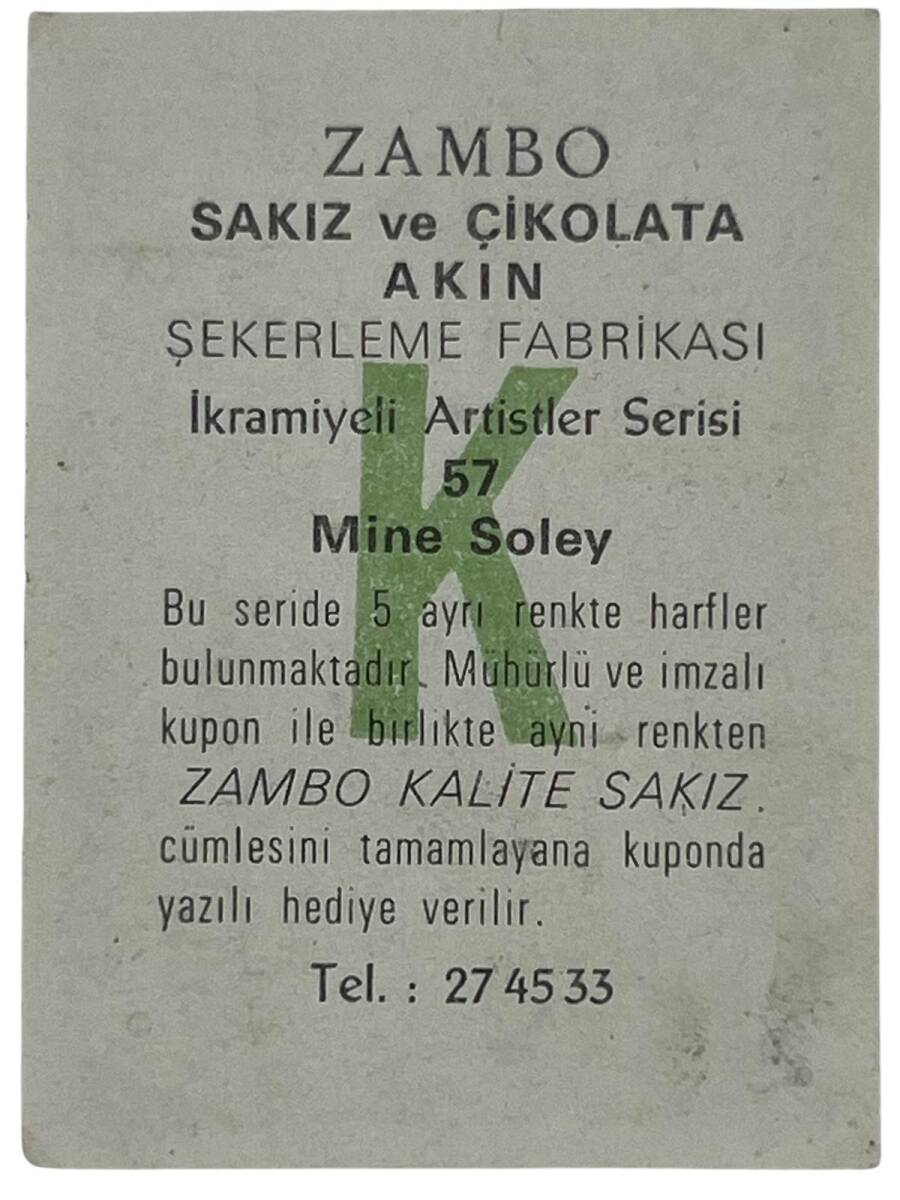 ZAMBO
SAKIZ ve ÇİKOLATA
AKIN
ŞEKERLEME FABRİKASI
İkramiyeli Artistler Serisi
57
K
Mine Soley
Bu seride 5 ayrı renkte harfler
bulunmaktadır. Mühürlü ve imzalı
kupon ile birlikte ayni renkten
ZAMBO KALİTE SAKIZ.
cümlesini tamamlayana kuponda
yazılı hediye verilir.
Tel. : 27 45 33